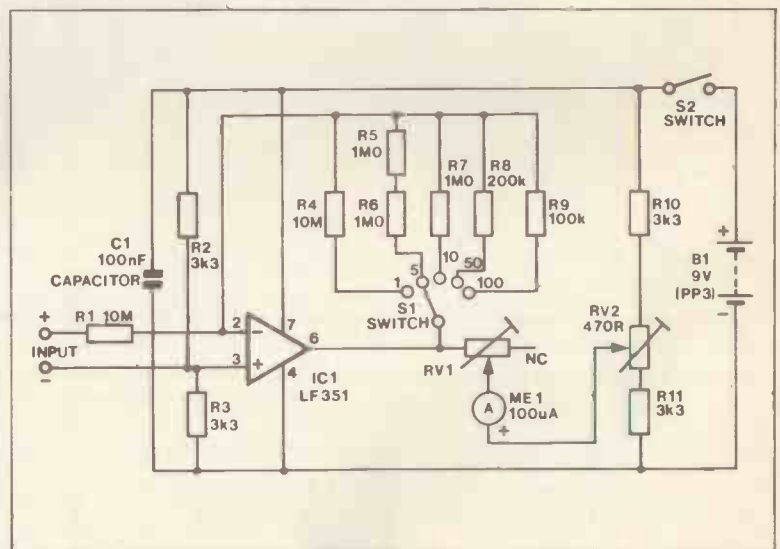 S2
SWITCH
R5
1M0
R4
10M
R6
1M0
R7
1M0
R8
200k
R9
100k
R10
3k3
R2
3k3
C1
100nF
CAPACITOR
1
5
10
50
100
S1
SWITCH
B1
9V
(PP3)
+
-
RV2
470R
R1 10M
+
INPUT
-
2
-
3
+
7
6
4
IC1
LF351
RV1
NC
A
ME1
100uA
+
R3
3k3
R11
3k3